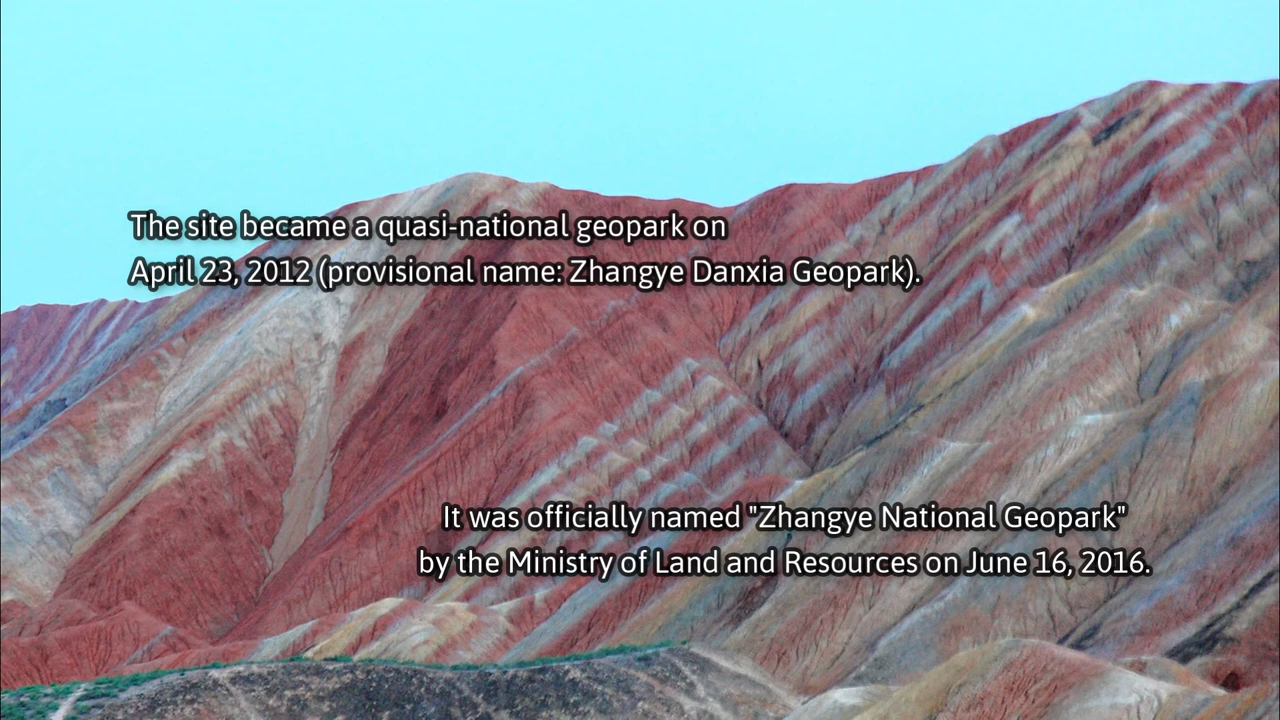 The site became a quasi-national geopark on
April 23, 2012 (provisional name: Zhangye Danxia Geopark).
It was officially named "Zhangye National Geopark"
by the Ministry of Land and Resources on June 16, 2016.